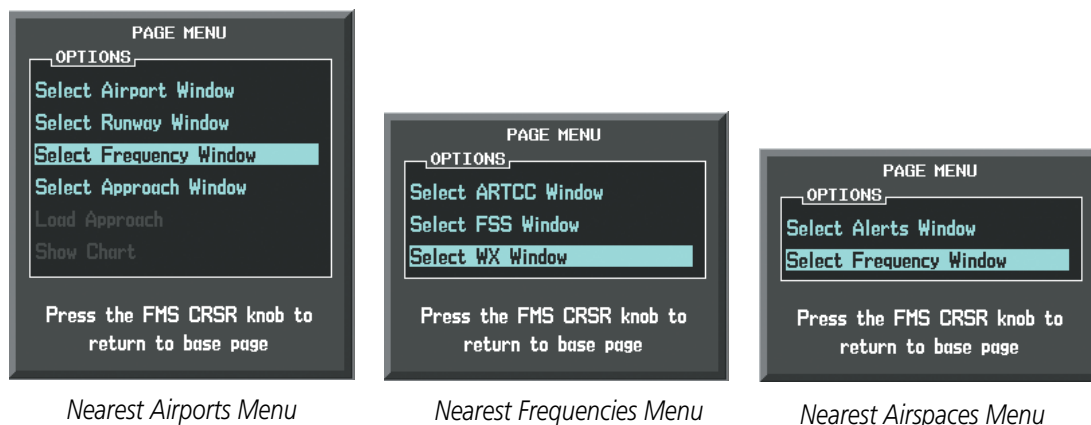 PAGE MENU
OPTIONS
Select Airport Window
Select Runway Window
Select Frequency Window
Select Approach Window
Load Approach
Show Chart
Press the FMS CRSR knob to
return to base page
Nearest Airports Menu
PAGE MENU
OPTIONS
Select ARTCC Window
Select FSS Window
Select WX Window
Press the FMS CRSR knob to
return to base page
Nearest Frequencies Menu
PAGE MENU
OPTIONS
Select Alerts Window
Select Frequency Window
Press the FMS CRSR knob to
return to base page
Nearest Airspaces Menu